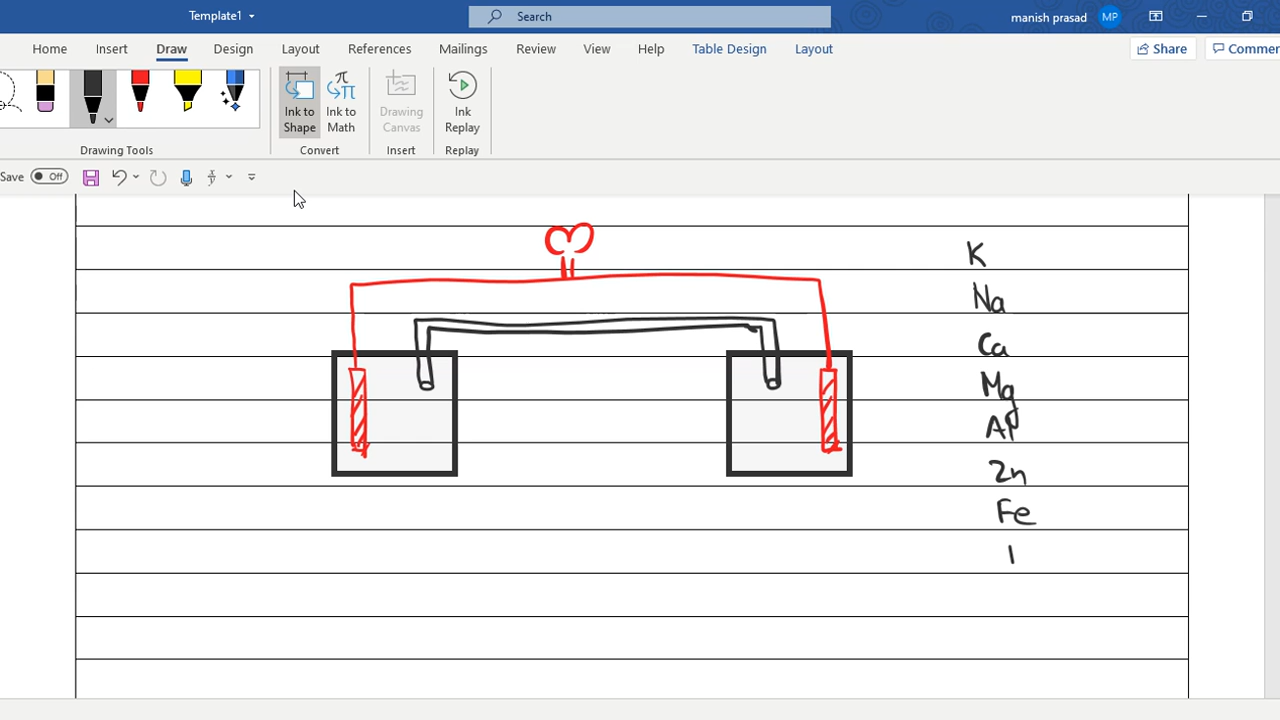 Template1
Search
manish prasad
MP
Home Insert Draw Design Layout References Mailings Review View Help Table Design Layout
Share
Commer
Ink to Shape
Ink to Math
Drawing Canvas
Ink Replay
Drawing Tools
Convert
Insert
Replay
Save
Off
K
Na
Ca
Mg
Al
Zn
Fe